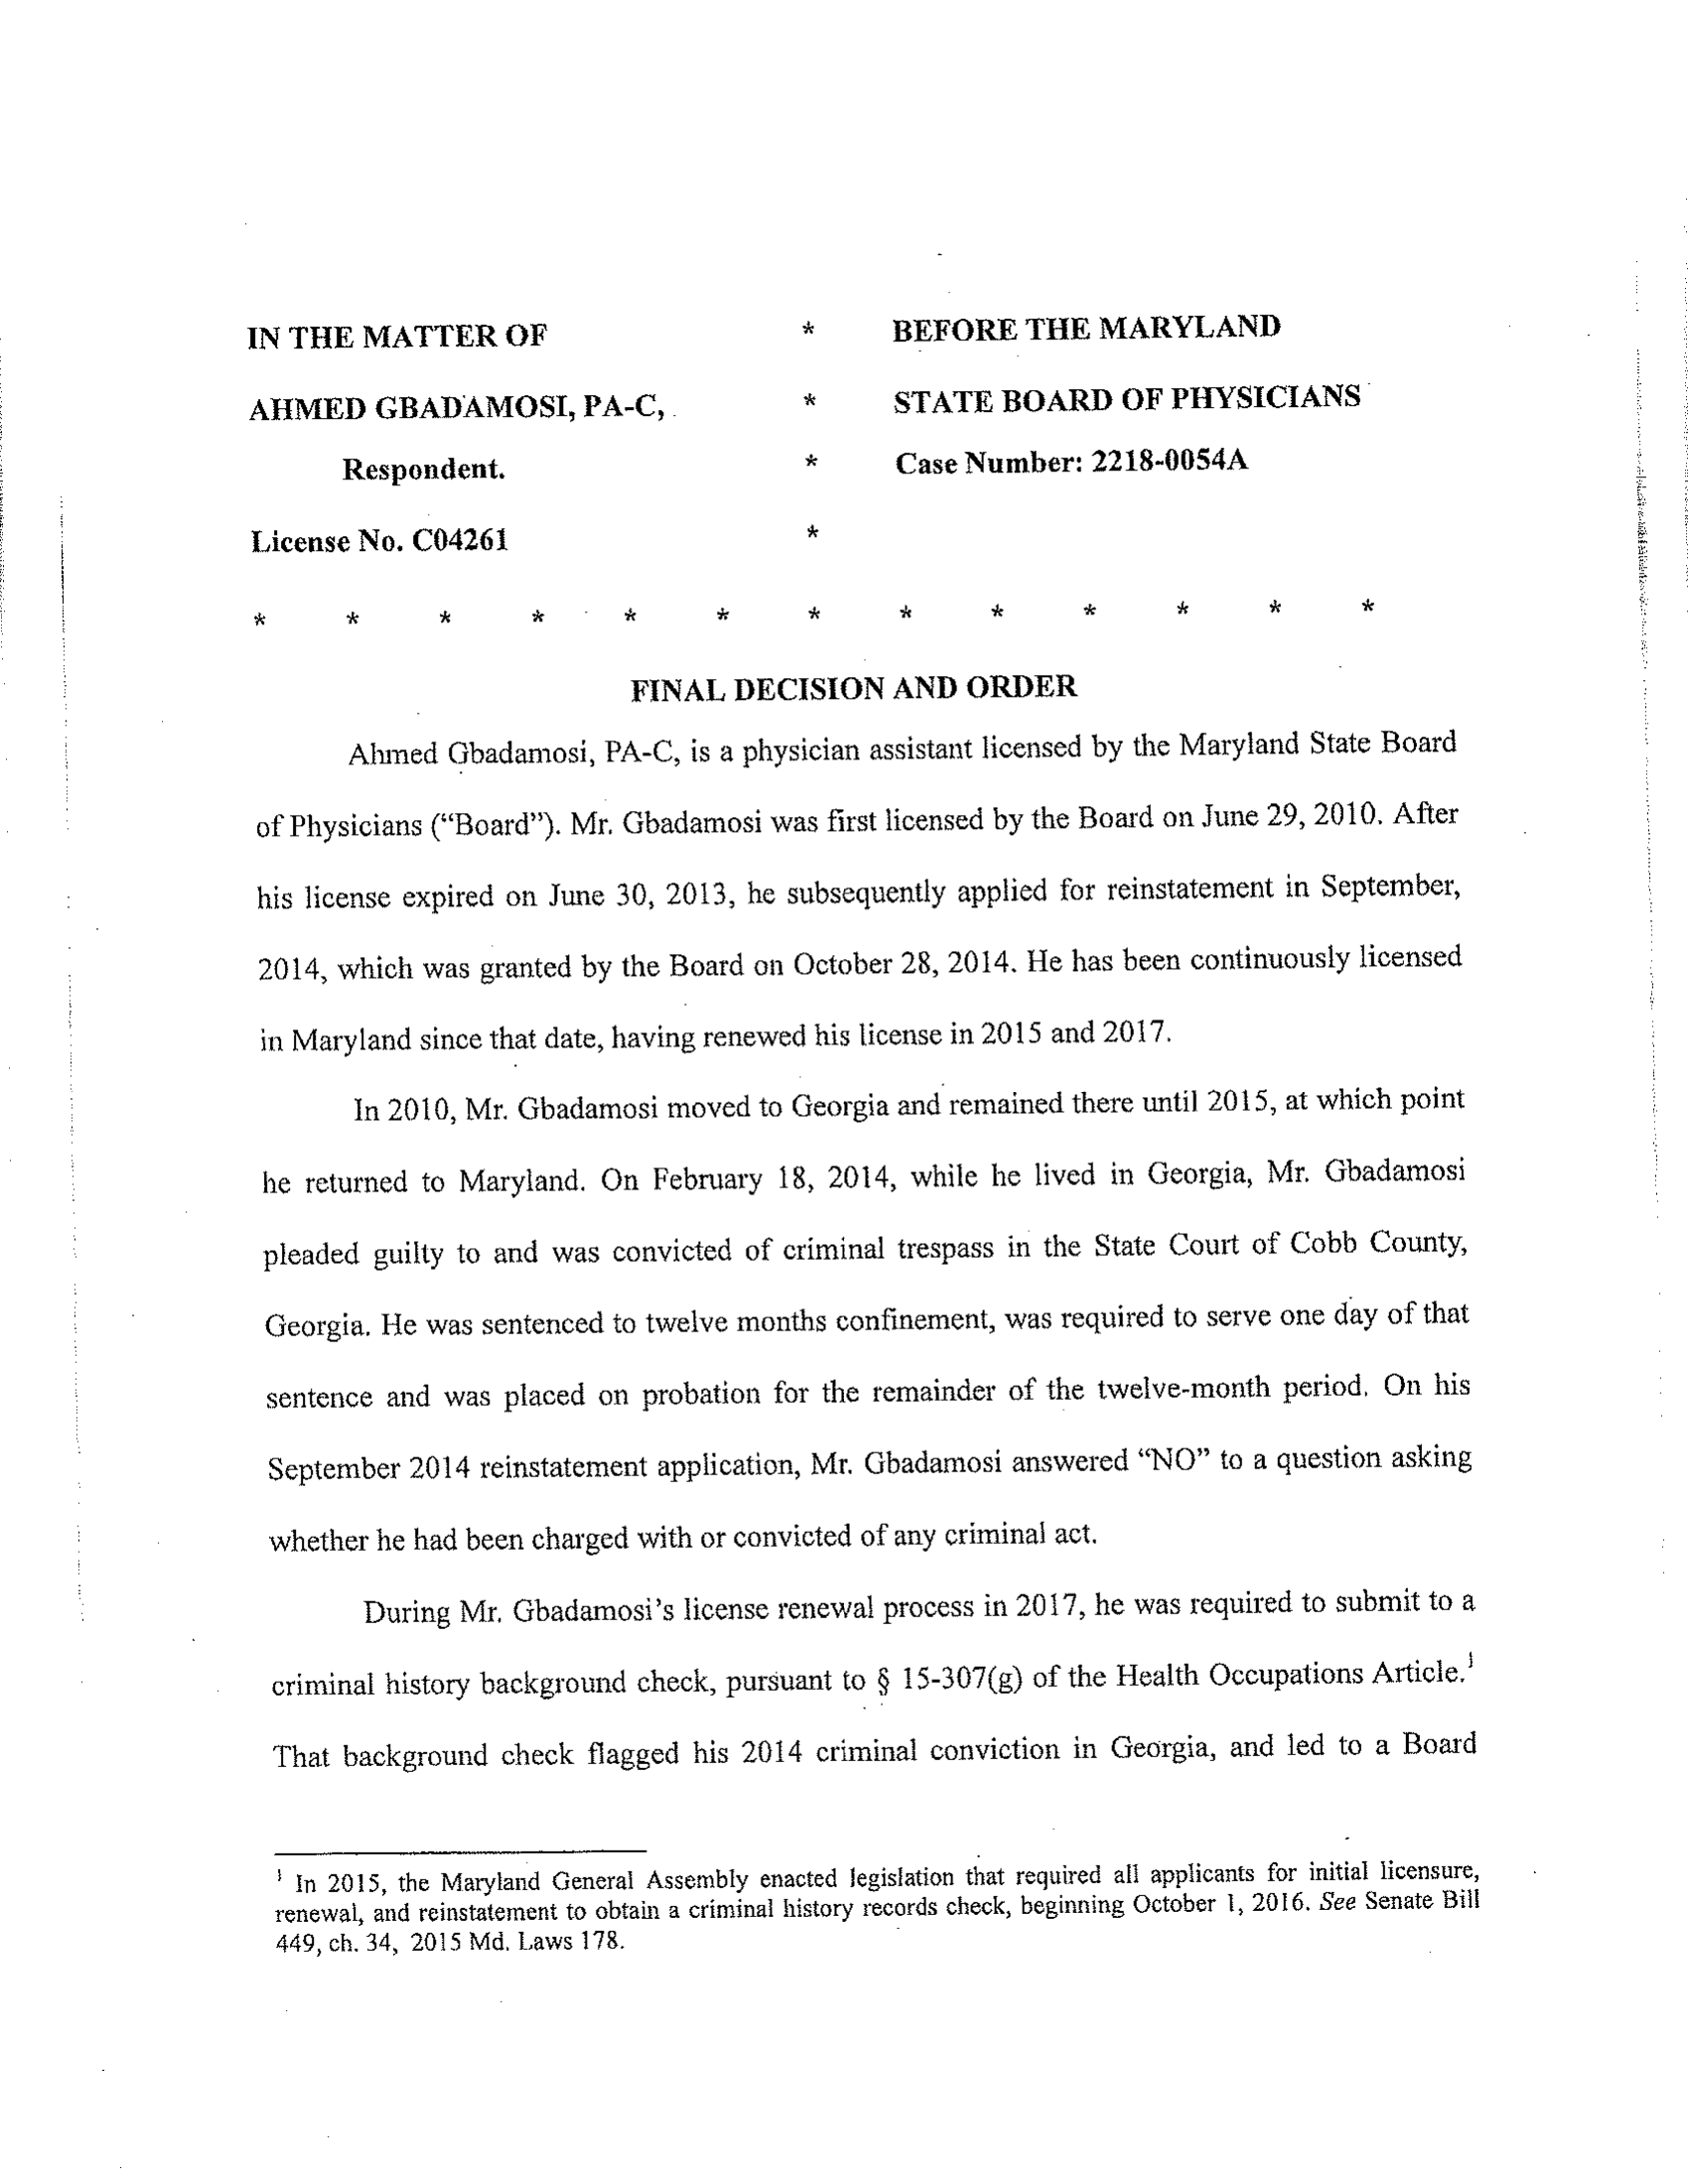 IN THE MATTER OF * BEFORE THE MARYLAND
AHMED GBADAMOSI, PA-C, * STATE BOARD OF PHYSICIANS
Respondent. * Case Number: 2218-0054A
License No. C04261 *
* * * * * * * * * * * * *
FINAL DECISION AND ORDER
Ahmed Gbadamosi, PA-C, is a physician assistant licensed by the Maryland State Board
of Physicians (“Board”). Mr. Gbadamosi was first licensed by the Board on June 29, 2010. After
his license expired on June 30, 2013, he subsequently applied for reinstatement in September,
2014, which was granted by the Board on October 28, 2014. He has been continuously licensed
in Maryland since that date, having renewed his license in 2015 and 2017.
In 2010, Mr. Gbadamosi moved to Georgia and remained there until 2015, at which point
he returned to Maryland. On February 18, 2014, while he lived in Georgia, Mr. Gbadamosi
pleaded guilty to and was convicted of criminal trespass in the State Court of Cobb County,
Georgia. He was sentenced to twelve months confinement, was required to serve one day of that
sentence and was placed on probation for the remainder of the twelve-month period. On his
September 2014 reinstatement application, Mr. Gbadamosi answered “NO” to a question asking
whether he had been charged with or convicted of any criminal act.
During Mr. Gbadamosi’s license renewal process in 2017, he was required to submit to a
criminal history background check, pursuant to § 15-307(g) of the Health Occupations Article.¹
That background check flagged his 2014 criminal conviction in Georgia, and led to a Board
¹ In 2015, the Maryland General Assembly enacted legislation that required all applicants for initial licensure,
renewal, and reinstatement to obtain a criminal history records check, beginning October 1, 2016. See Senate Bill
449, ch. 34, 2015 Md. Laws 178.